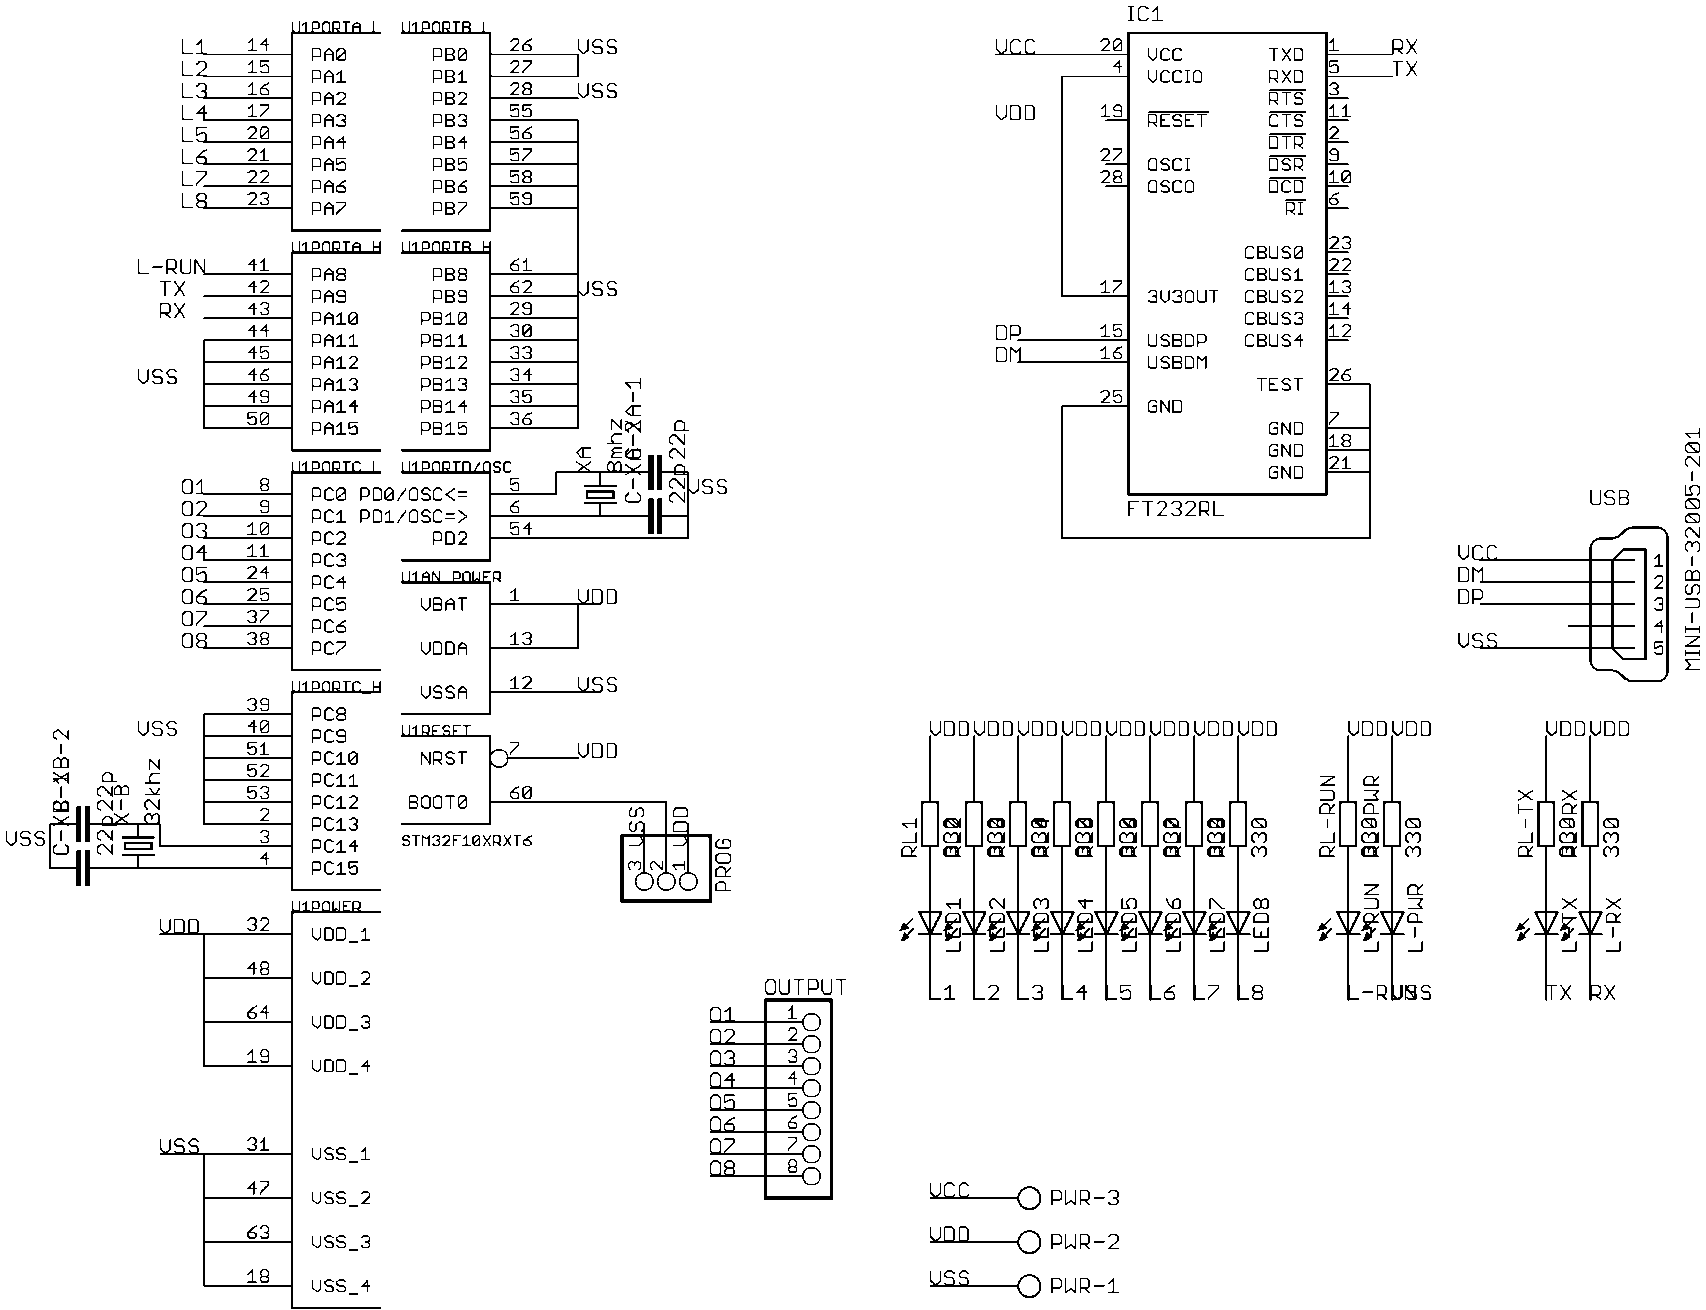 U1PORTA_L
L1 14 PA0
L2 15 PA1
L3 16 PA2
L4 17 PA3
L5 20 PA4
L6 21 PA5
L7 22 PA6
L8 23 PA7
U1PORTB_L
PB0 26 VSS
PB1 27
PB2 28 VSS
PB3 55
PB4 56
PB5 57
PB6 58
PB7 59
U1PORTA_H
L-RUN 41 PA8
TX 42 PA9
RX 43 PA10
44 PA11
45 PA12
VSS 46 PA13
49 PA14
50 PA15
U1PORTB_H
PB8 61
PB9 62 VSS
PB10 29
PB11 30
PB12 33
PB13 34
PB14 35
PB15 36
U1PORTC_L
O1 8 PC0
O2 9 PC1
O3 10 PC2
O4 11 PC3
O5 24 PC4
O6 25 PC5
O7 37 PC6
O8 38 PC7
U1PORTD/OSC
PD0/OSC<= 5
PD1/OSC=> 6
PD2 54
XA
8mhz
22p
22p
VSS
U1AN_POWER
VBAT 1 VDD
VDDA 13
VSSA 12 VSS
U1PORTC_H
39 PC8
VSS 40 PC9
51 PC10
52 PC11
53 PC12
2 PC13
3 PC14
4 PC15
VSS
22p
22p
X-B
32khz
U1RESET
NRST 7 VDD
BOOT0 60
STM32F10XRXT6
VSS
VDD
3
2
1
PROG
U1POWER
VDD 32 VDD_1
48 VDD_2
64 VDD_3
19 VDD_4
VSS 31 VSS_1
47 VSS_2
63 VSS_3
18 VSS_4
IC1
VCC 20 VCC
4 VCCIO
VDD 19 RESET
27 OSCI
28 OSCO
17 3V3OUT
DP 15 USBDP
DM 16 USBDM
25 GND
TXD 1 RX
RXD 5 TX
RTS 3
CTS 11
DTR 2
DSR 9
DCD 10
RI 6
CBUS0 23
CBUS1 22
CBUS2 13
CBUS3 14
CBUS4 12
TEST 26
GND 7
GND 18
GND 21
FT232RL
USB
VCC 1
DM 2
DP 3
4
VSS 5
MINI-USB-32005-201
VDD VDD VDD VDD VDD VDD VDD VDD
RL1
330
LED1 LED2 LED3 LED4 LED5 LED6 LED7 LED8
L1 L2 L3 L4 L5 L6 L7 L8
VDD VDD
RL-RUN
330
L-RUN L-PWR
L-RUN VSS
VDD VDD
RL-TX
330
L-TX L-RX
TX RX
OUTPUT
O1 1
O2 2
O3 3
O4 4
O5 5
O6 6
O7 7
O8 8
VCC PWR-3
VDD PWR-2
VSS PWR-1